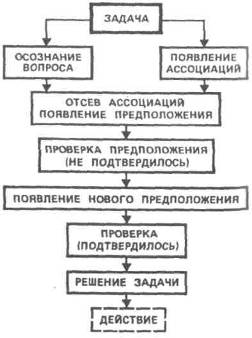 ЗАДАЧА
ОСОЗНАНИЕ
ВОПРОСА
ПОЯВЛЕНИЕ
АССОЦИАЦИЙ
ОТСЕВ АССОЦИАЦИЙ
ПОЯВЛЕНИЕ ПРЕДПОЛОЖЕНИЯ
ПРОВЕРКА ПРЕДПОЛОЖЕНИЯ
(НЕ ПОДТВЕРДИЛОСЬ)
ПОЯВЛЕНИЕ НОВОГО ПРЕДПОЛОЖЕНИЯ
ПРОВЕРКА
(ПОДТВЕРДИЛОСЬ)
РЕШЕНИЕ ЗАДАЧИ
ДЕЙСТВИЕ